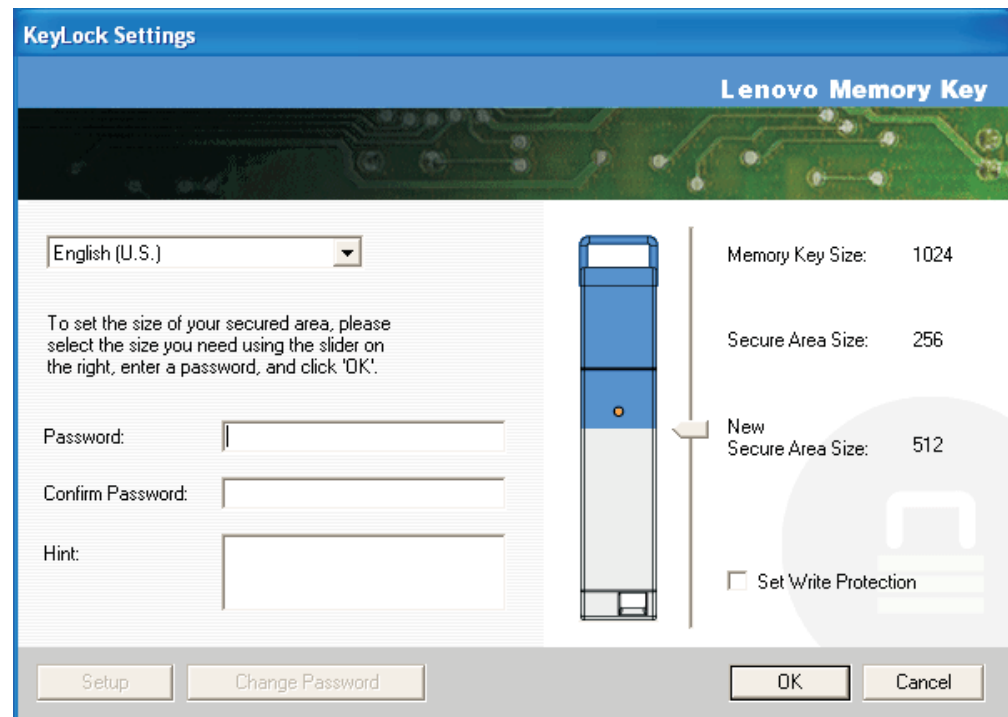 KeyLock Settings
Lenovo Memory Key
English (U.S.)
To set the size of your secured area, please
select the size you need using the slider on
the right, enter a password, and click 'OK'.
Password:
Confirm Password:
Hint:
Memory Key Size: 1024
Secure Area Size: 256
New
Secure Area Size: 512
Set Write Protection
Setup
Change Password
OK
Cancel